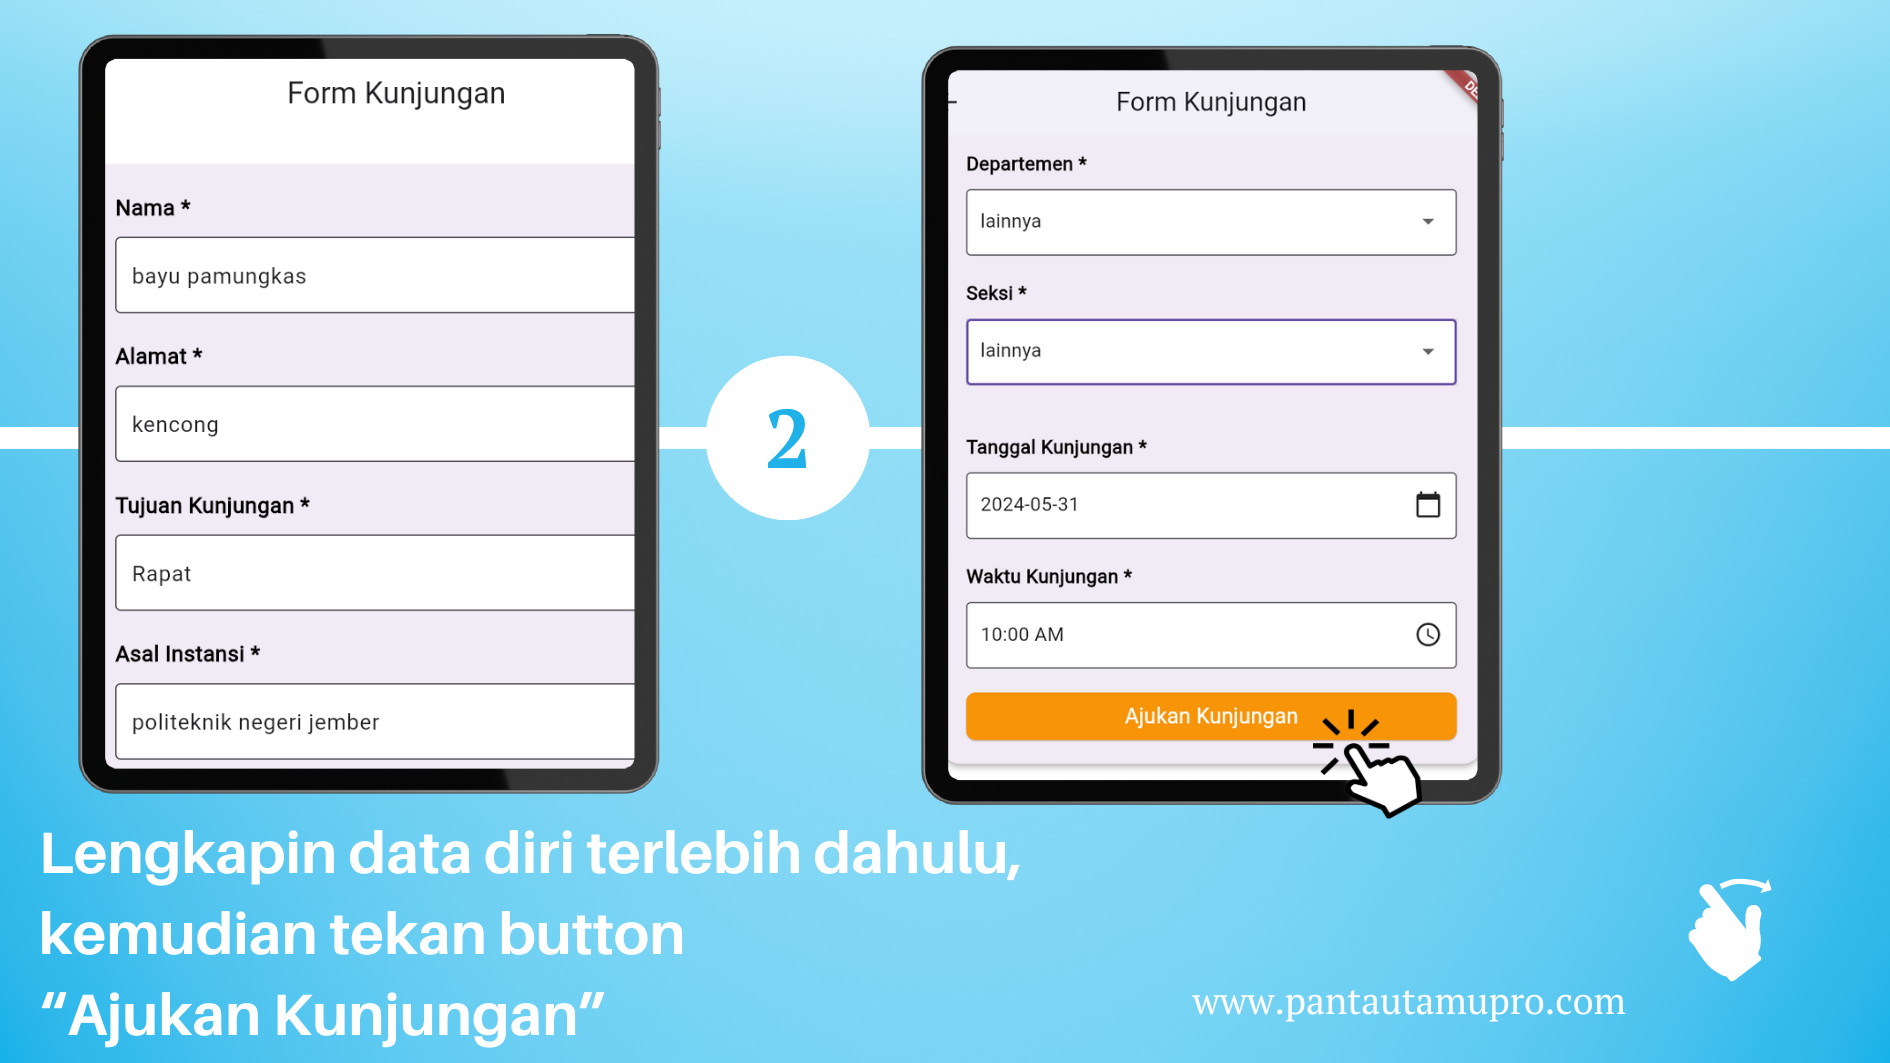 Form Kunjungan
Nama *
bayu pamungkas
Alamat *
kencong
Tujuan Kunjungan *
Rapat
Asal Instansi *
politeknik negeri jember
2
Form Kunjungan
Departemen *
lainnya
Seksi *
lainnya
Tanggal Kunjungan *
2024-05-31
Waktu Kunjungan *
10:00 AM
Ajukan Kunjungan
Lengkapin data diri terlebih dahulu,
kemudian tekan button
“Ajukan Kunjungan”
www.pantautamupro.com